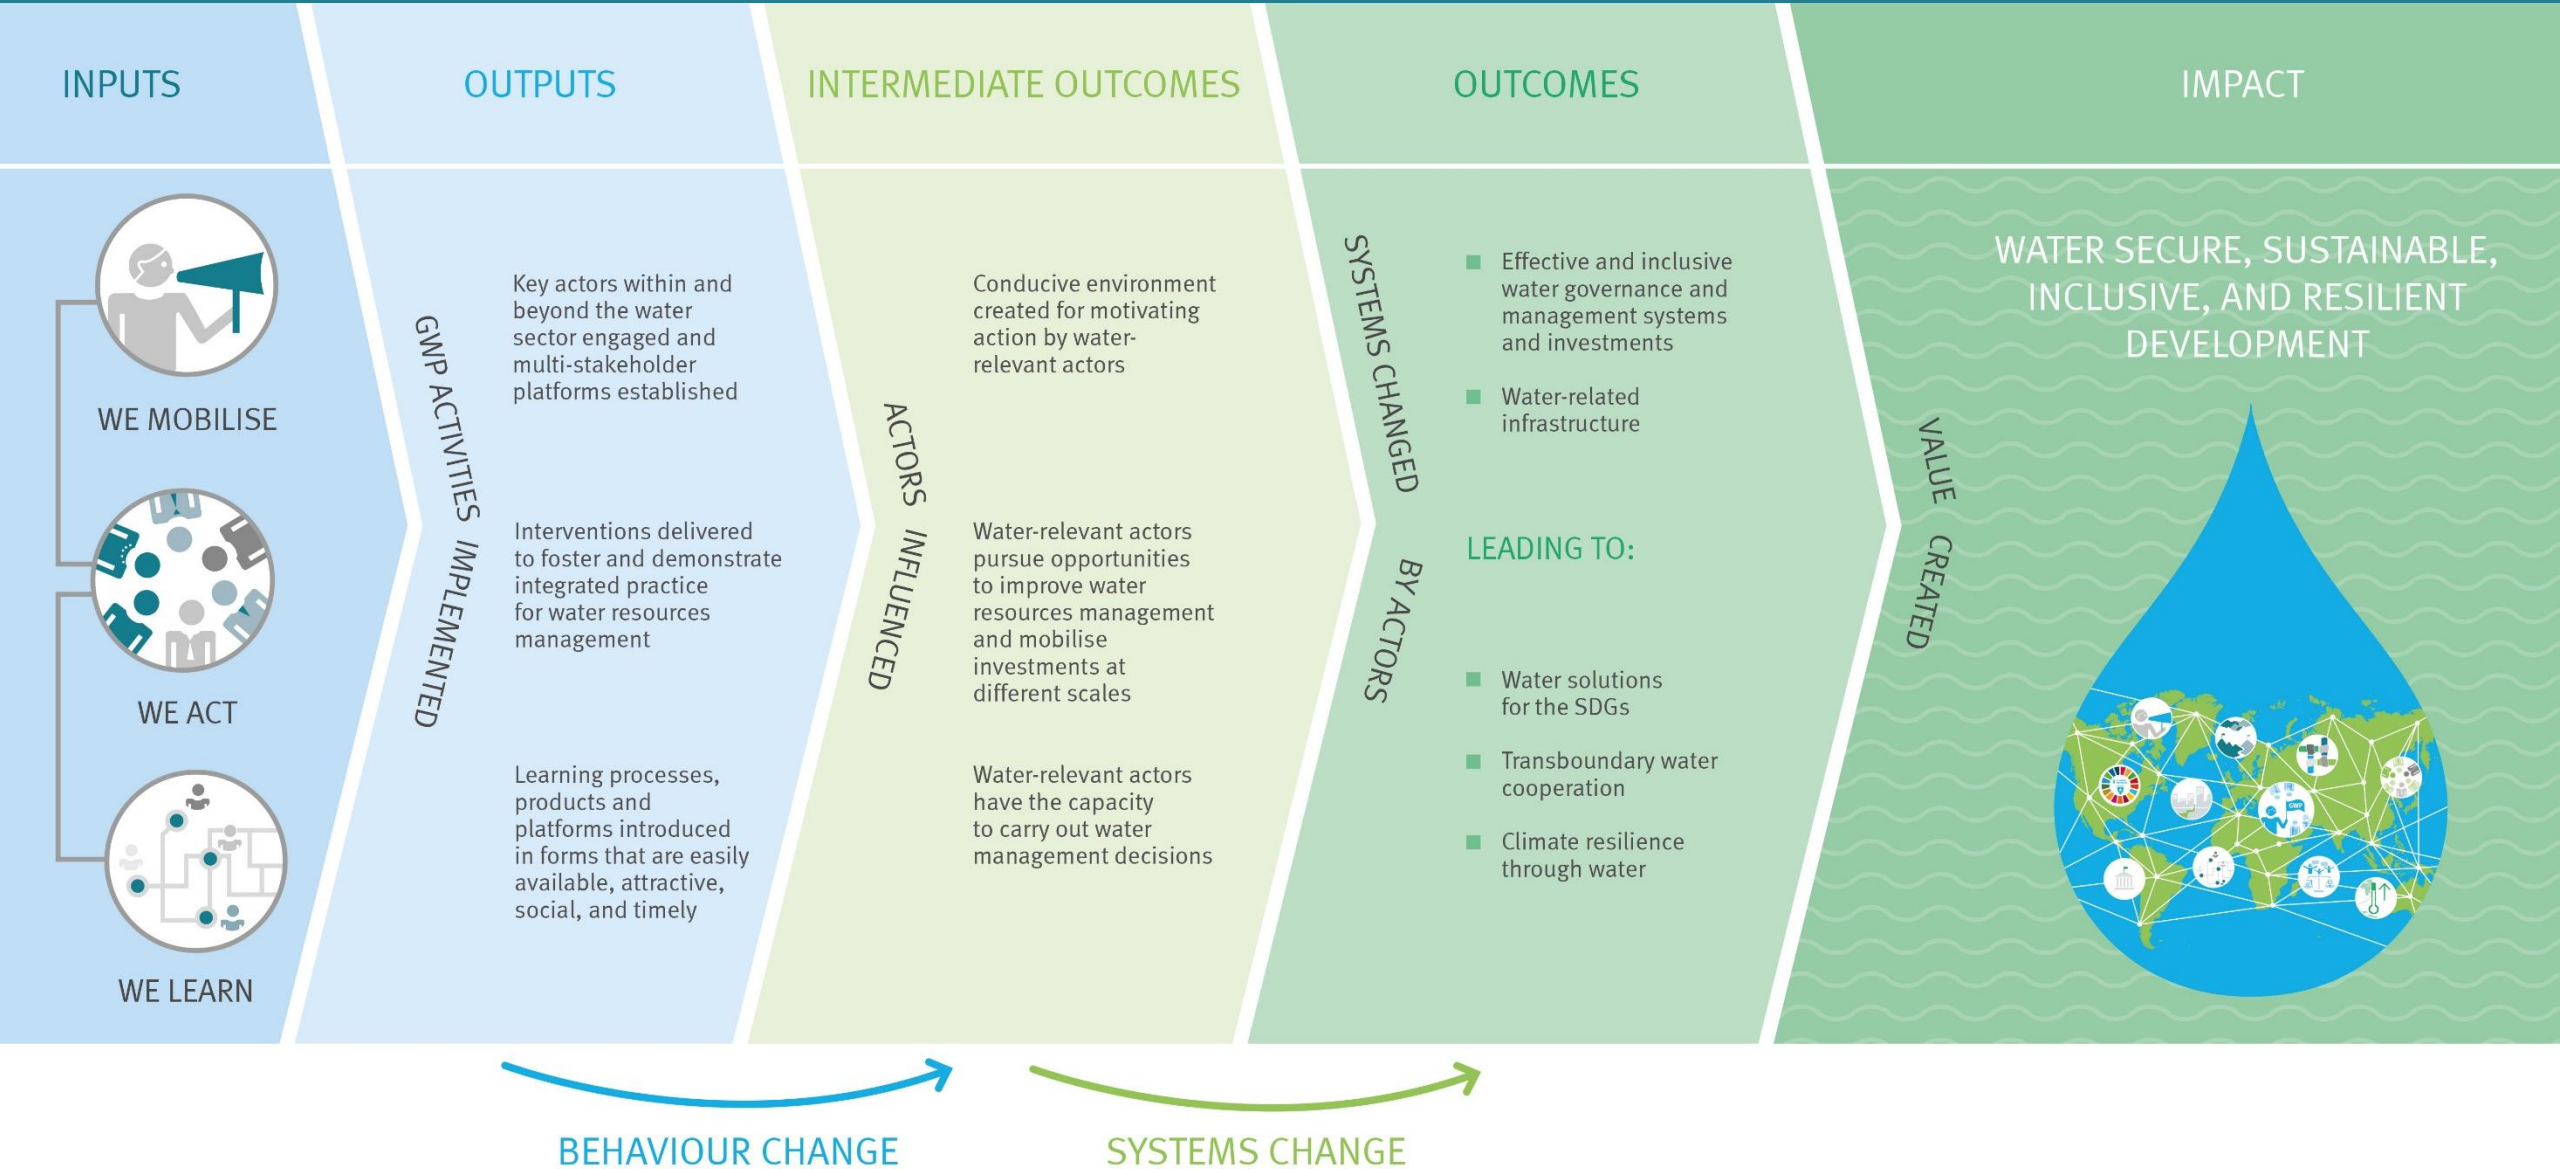 INPUTS
OUTPUTS
INTERMEDIATE OUTCOMES
OUTCOMES
IMPACT
WE MOBILISE
WE ACT
WE LEARN
GWP ACTIVITIES IMPLEMENTED
Key actors within and
beyond the water
sector engaged and
multi-stakeholder
platforms established
Interventions delivered
to foster and demonstrate
integrated practice
for water resources
management
Learning processes,
products and
platforms introduced
in forms that are easily
available, attractive,
social, and timely
ACTORS INFLUENCED
Conducive environment
created for motivating
action by water-
relevant actors
Water-relevant actors
pursue opportunities
to improve water
resources management
and mobilise
investments at
different scales
Water-relevant actors
have the capacity
to carry out water
management decisions
SYSTEMS CHANGED BY ACTORS
Effective and inclusive
water governance and
management systems
and investments
Water-related
infrastructure
LEADING TO:
Water solutions
for the SDGs
Transboundary water
cooperation
Climate resilience
through water
VALUE CREATED
WATER SECURE, SUSTAINABLE,
INCLUSIVE, AND RESILIENT
DEVELOPMENT
GWP
BEHAVIOUR CHANGE
SYSTEMS CHANGE